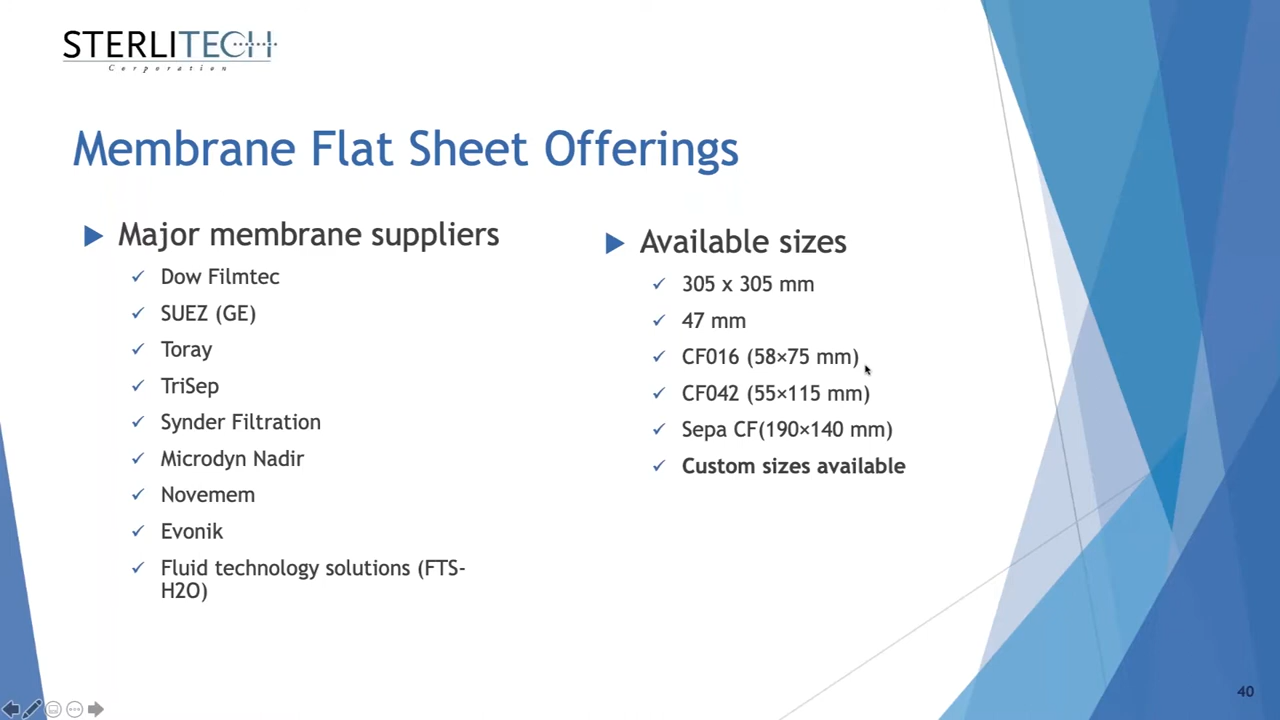 STERLITECH
Corporation
Membrane Flat Sheet Offerings
Major membrane suppliers
Dow Filmtec
SUEZ (GE)
Toray
TriSep
Synder Filtration
Microdyn Nadir
Novemem
Evonik
Fluid technology solutions (FTS-
H2O)
Available sizes
305 x 305 mm
47 mm
CF016 (58×75 mm)
CF042 (55×115 mm)
Sepa CF(190×140 mm)
Custom sizes available
40